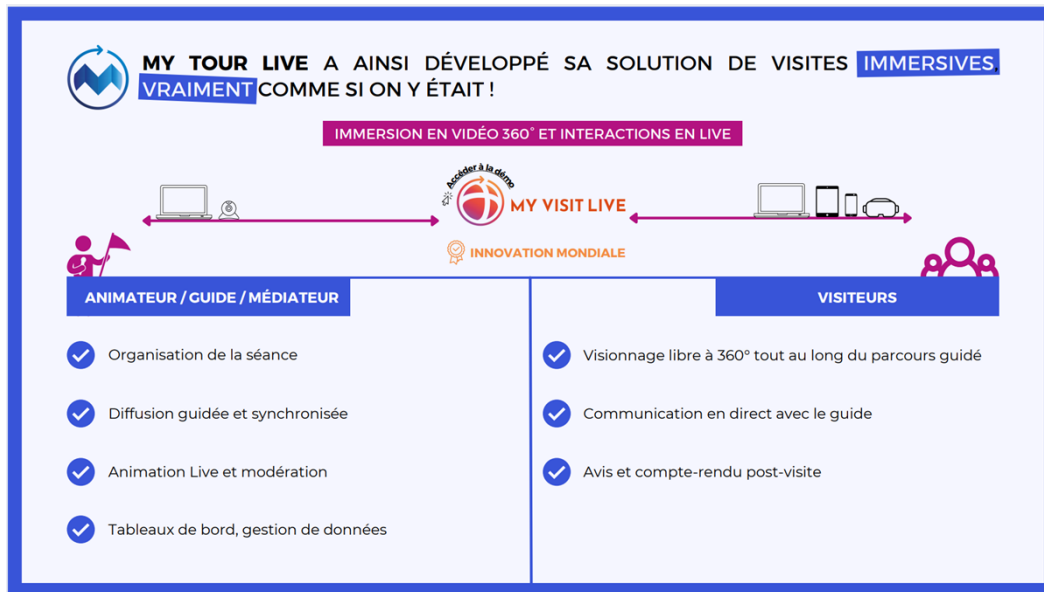 MY TOUR LIVE A AINSI DÉVELOPPÉ SA SOLUTION DE VISITES IMMERSIVES,
VRAIMENT COMME SI ON Y ÉTAIT !
IMMERSION EN VIDÉO 360° ET INTERACTIONS EN LIVE
Accéder à la démo
MY VISIT LIVE
INNOVATION MONDIALE
ANIMATEUR / GUIDE / MÉDIATEUR
Organisation de la séance
Diffusion guidée et synchronisée
Animation Live et modération
Tableaux de bord, gestion de données
VISITEURS
Visionnage libre à 360° tout au long du parcours guidé
Communication en direct avec le guide
Avis et compte-rendu post-visite